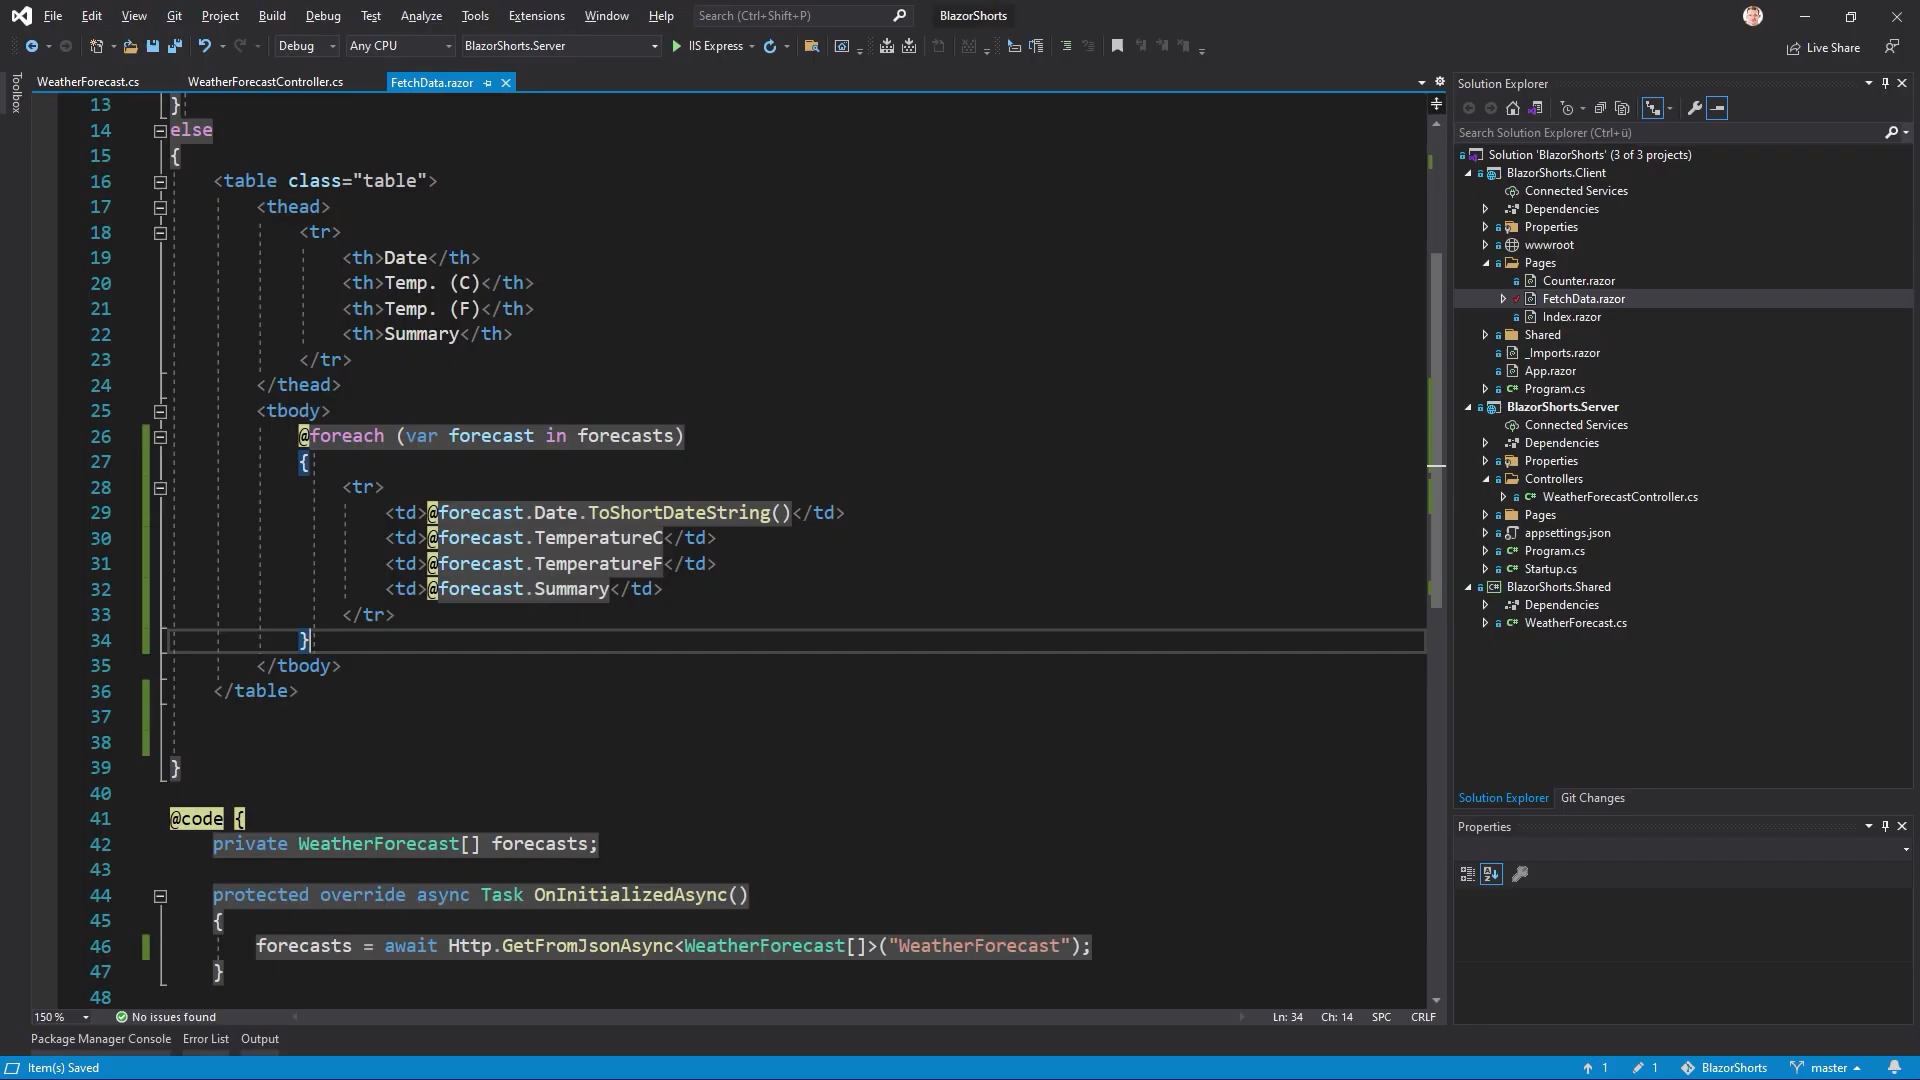 File Edit View Git Project Build Debug Test Analyze Tools Extensions Window Help Search (Ctrl+Shift+P) BlazorShorts
Debug Any CPU BlazorShorts.Server IIS Express Live Share
Toolbox
WeatherForecast.cs WeatherForecastController.cs FetchData.razor
13 }
14 else
15 {
16 <table class="table">
17 <thead>
18 <tr>
19 <th>Date</th>
20 <th>Temp. (C)</th>
21 <th>Temp. (F)</th>
22 <th>Summary</th>
23 </tr>
24 </thead>
25 <tbody>
26 @foreach (var forecast in forecasts)
27 {
28 <tr>
29 <td>@forecast.Date.ToShortDateString()</td>
30 <td>@forecast.TemperatureC</td>
31 <td>@forecast.TemperatureF</td>
32 <td>@forecast.Summary</td>
33 </tr>
34 }
35 </tbody>
36 </table>
37
38
39 }
40
41 @code {
42 private WeatherForecast[] forecasts;
43
44 protected override async Task OnInitializedAsync()
45 {
46 forecasts = await Http.GetFromJsonAsync<WeatherForecast[]>("WeatherForecast");
47 }
48
150 % No issues found Ln: 34 Ch: 14 SPC CRLF
Package Manager Console Error List Output
Item(s) Saved 1 1 BlazorShorts master
Solution Explorer
Search Solution Explorer (Ctrl+ü)
Solution 'BlazorShorts' (3 of 3 projects)
BlazorShorts.Client
Connected Services
Dependencies
Properties
wwwroot
Pages
Counter.razor
FetchData.razor
Index.razor
Shared
_Imports.razor
App.razor
C# Program.cs
BlazorShorts.Server
Connected Services
Dependencies
Properties
Controllers
C# WeatherForecastController.cs
Pages
appsettings.json
C# Program.cs
C# Startup.cs
C# BlazorShorts.Shared
Dependencies
C# WeatherForecast.cs
Solution Explorer Git Changes
Properties